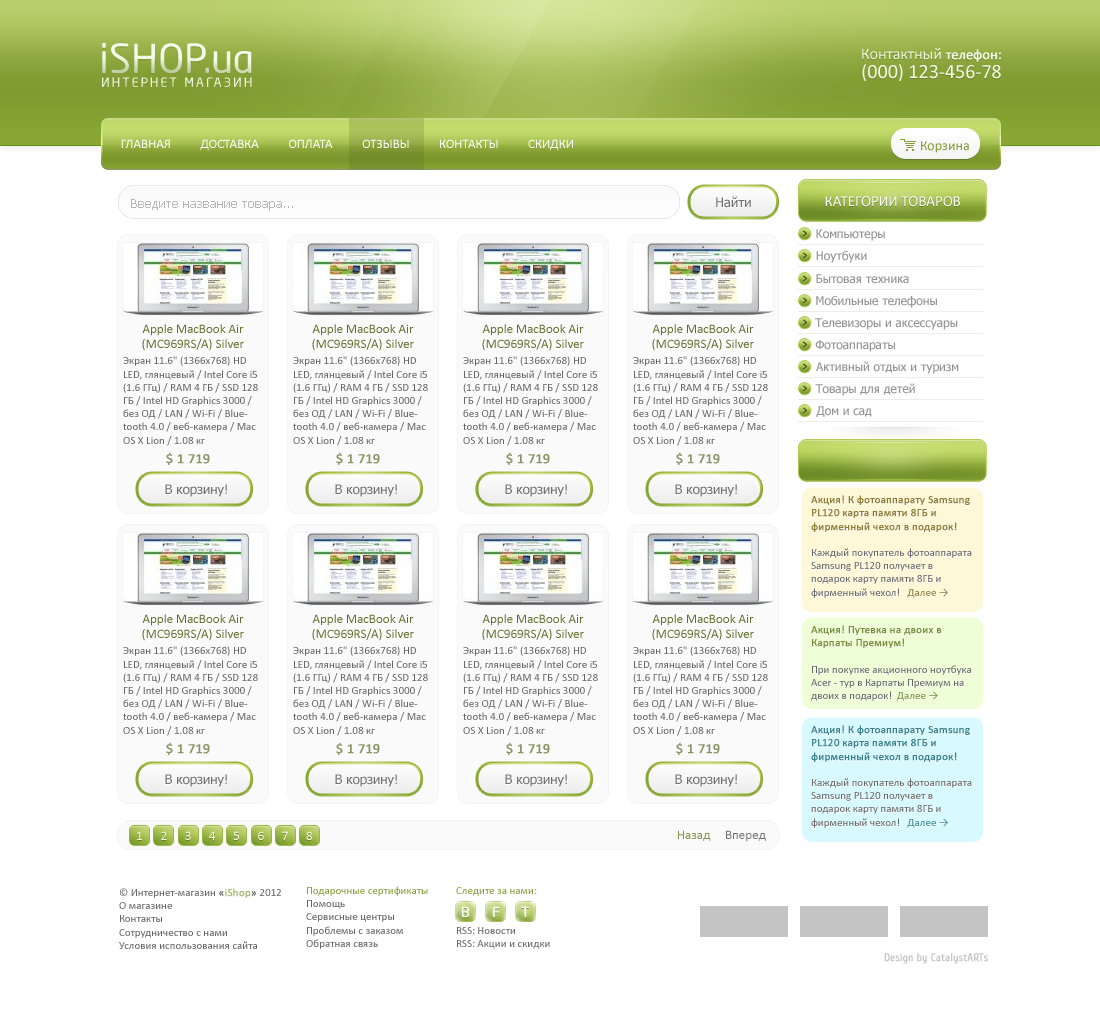 iSHOP.ua
ИНТЕРНЕТ МАГАЗИН
Контактный телефон:
(000) 123-456-78
ГЛАВНАЯ ДОСТАВКА ОПЛАТА ОТЗЫВЫ КОНТАКТЫ СКИДКИ Корзина
Введите название товара... Найти
Apple MacBook Air
(MC969RS/A) Silver
Экран 11.6" (1366x768) HD
LED, глянцевый / Intel Core i5
(1.6 ГГц) / RAM 4 ГБ / SSD 128
ГБ / Intel HD Graphics 3000 /
без ОД / LAN / Wi-Fi / Blue-
tooth 4.0 / веб-камера / Mac
OS X Lion / 1.08 кг
$ 1 719
В корзину!
Apple MacBook Air
(MC969RS/A) Silver
Экран 11.6" (1366x768) HD
LED, глянцевый / Intel Core i5
(1.6 ГГц) / RAM 4 ГБ / SSD 128
ГБ / Intel HD Graphics 3000 /
без ОД / LAN / Wi-Fi / Blue-
tooth 4.0 / веб-камера / Mac
OS X Lion / 1.08 кг
$ 1 719
В корзину!
Apple MacBook Air
(MC969RS/A) Silver
Экран 11.6" (1366x768) HD
LED, глянцевый / Intel Core i5
(1.6 ГГц) / RAM 4 ГБ / SSD 128
ГБ / Intel HD Graphics 3000 /
без ОД / LAN / Wi-Fi / Blue-
tooth 4.0 / веб-камера / Mac
OS X Lion / 1.08 кг
$ 1 719
В корзину!
Apple MacBook Air
(MC969RS/A) Silver
Экран 11.6" (1366x768) HD
LED, глянцевый / Intel Core i5
(1.6 ГГц) / RAM 4 ГБ / SSD 128
ГБ / Intel HD Graphics 3000 /
без ОД / LAN / Wi-Fi / Blue-
tooth 4.0 / веб-камера / Mac
OS X Lion / 1.08 кг
$ 1 719
В корзину!
Apple MacBook Air
(MC969RS/A) Silver
Экран 11.6" (1366x768) HD
LED, глянцевый / Intel Core i5
(1.6 ГГц) / RAM 4 ГБ / SSD 128
ГБ / Intel HD Graphics 3000 /
без ОД / LAN / Wi-Fi / Blue-
tooth 4.0 / веб-камера / Mac
OS X Lion / 1.08 кг
$ 1 719
В корзину!
Apple MacBook Air
(MC969RS/A) Silver
Экран 11.6" (1366x768) HD
LED, глянцевый / Intel Core i5
(1.6 ГГц) / RAM 4 ГБ / SSD 128
ГБ / Intel HD Graphics 3000 /
без ОД / LAN / Wi-Fi / Blue-
tooth 4.0 / веб-камера / Mac
OS X Lion / 1.08 кг
$ 1 719
В корзину!
Apple MacBook Air
(MC969RS/A) Silver
Экран 11.6" (1366x768) HD
LED, глянцевый / Intel Core i5
(1.6 ГГц) / RAM 4 ГБ / SSD 128
ГБ / Intel HD Graphics 3000 /
без ОД / LAN / Wi-Fi / Blue-
tooth 4.0 / веб-камера / Mac
OS X Lion / 1.08 кг
$ 1 719
В корзину!
Apple MacBook Air
(MC969RS/A) Silver
Экран 11.6" (1366x768) HD
LED, глянцевый / Intel Core i5
(1.6 ГГц) / RAM 4 ГБ / SSD 128
ГБ / Intel HD Graphics 3000 /
без ОД / LAN / Wi-Fi / Blue-
tooth 4.0 / веб-камера / Mac
OS X Lion / 1.08 кг
$ 1 719
В корзину!
1 2 3 4 5 6 7 8 Назад Вперед
КАТЕГОРИИ ТОВАРОВ
Компьютеры
Ноутбуки
Бытовая техника
Мобильные телефоны
Телевизоры и аксессуары
Фотоаппараты
Активный отдых и туризм
Товары для детей
Дом и сад
Акция! К фотоаппарату Samsung
PL120 карта памяти 8ГБ и
фирменный чехол в подарок!
Каждый покупатель фотоаппарата
Samsung PL120 получает в
подарок карту памяти 8ГБ и
фирменный чехол! Далее →
Акция! Путевка на двоих в
Карпаты Премиум!
При покупке акционного ноутбука
Acer - тур в Карпаты Премиум на
двоих в подарок! Далее →
Акция! К фотоаппарату Samsung
PL120 карта памяти 8ГБ и
фирменный чехол в подарок!
Каждый покупатель фотоаппарата
Samsung PL120 получает в
подарок карту памяти 8ГБ и
фирменный чехол! Далее →
© Интернет-магазин «iShop» 2012
О магазине
Контакты
Сотрудничество с нами
Условия использования сайта
Подарочные сертификаты
Помощь
Сервисные центры
Проблемы с заказом
Обратная связь
Следите за нами:
B F T
RSS: Новости
RSS: Акции и скидки
Design by CatalystARTs